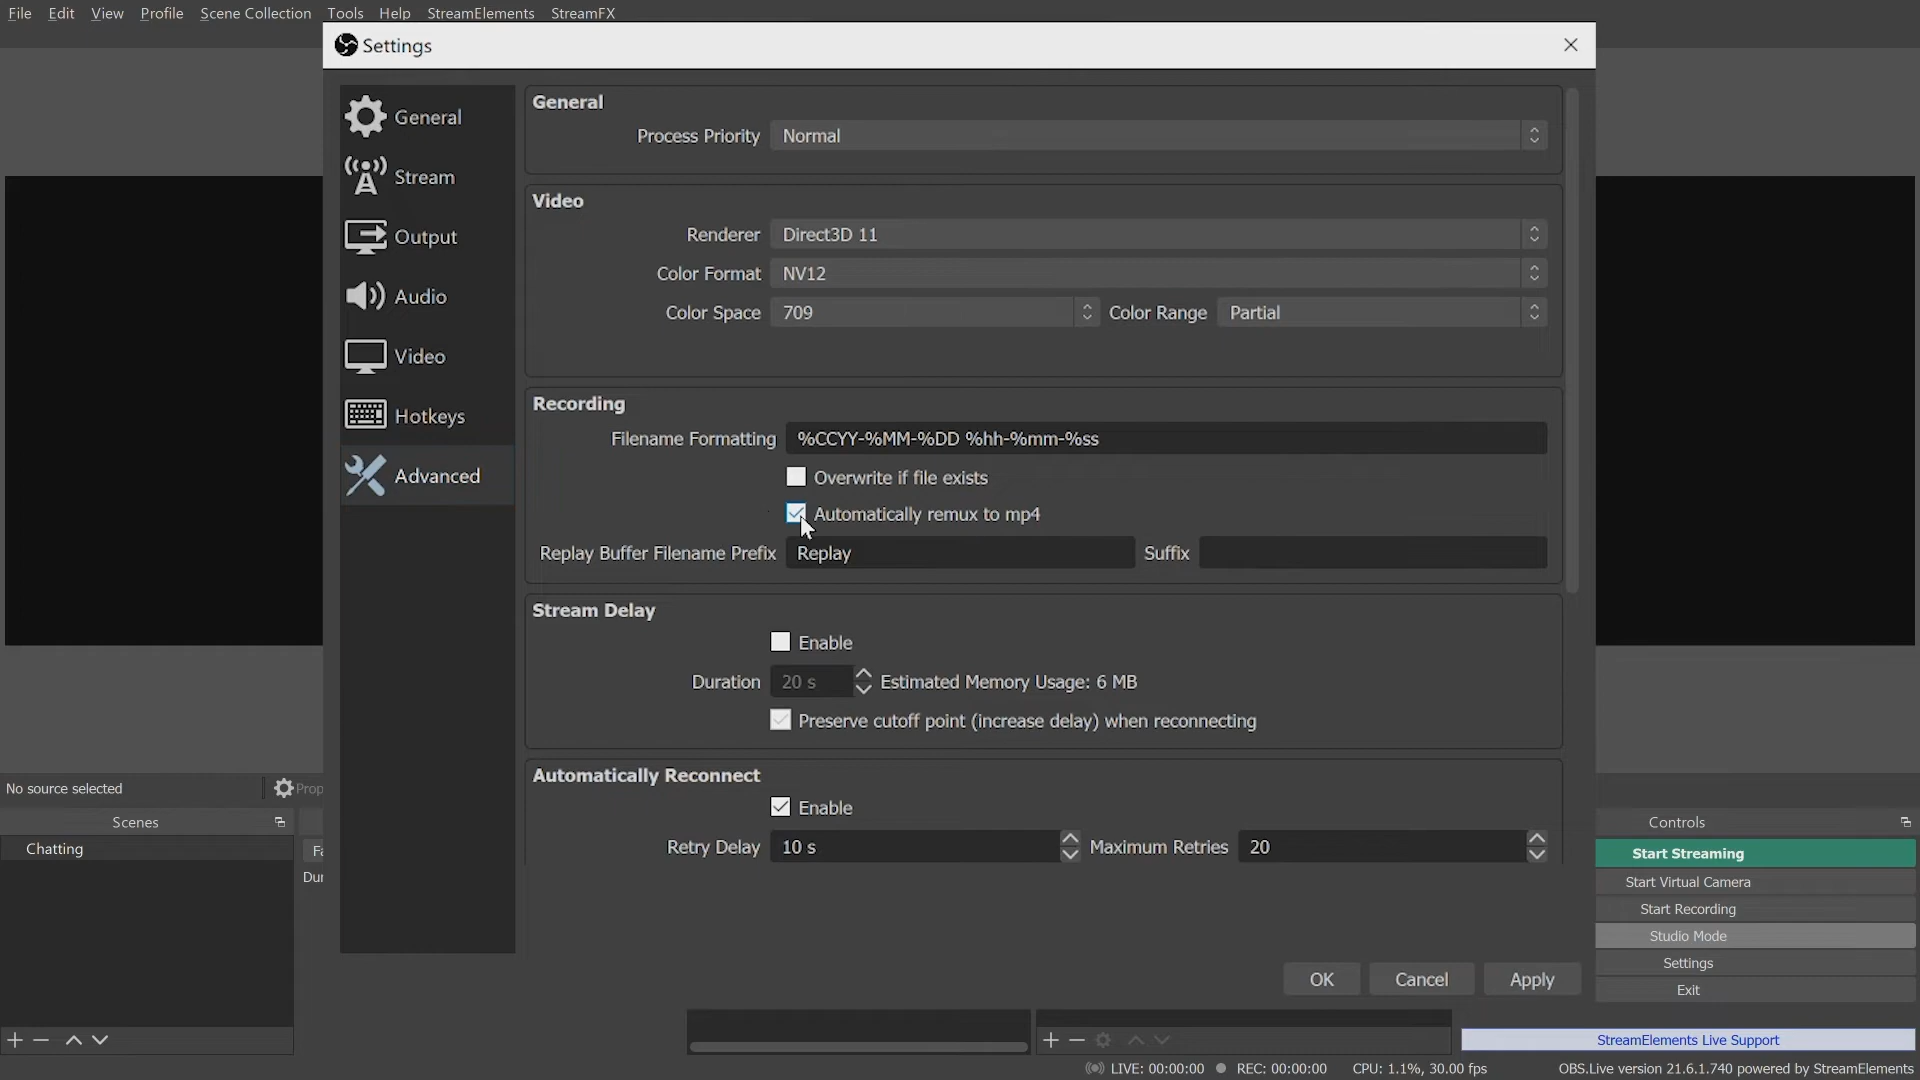 File Edit View Profile Scene Collection Tools Help StreamElements StreamFX
Settings
General
Stream
Output
Audio
Video
Hotkeys
Advanced
General
Process Priority Normal
Video
Renderer Direct3D 11
Color Format NV12
Color Space 709 Color Range Partial
Recording
Filename Formatting %CCYY-%MM-%DD %hh-%mm-%ss
Overwrite if file exists
Automatically remux to mp4
Replay Buffer Filename Prefix Replay Suffix
Stream Delay
Enable
Duration 20 s Estimated Memory Usage: 6 MB
Preserve cutoff point (increase delay) when reconnecting
Automatically Reconnect
Enable
Retry Delay 10 s Maximum Retries 20
OK Cancel Apply
No source selected Prop
Scenes
Chatting
Fa
Dur
Controls
Start Streaming
Start Virtual Camera
Start Recording
Studio Mode
Settings
Exit
StreamElements Live Support
LIVE: 00:00:00 REC: 00:00:00 CPU: 1.1%, 30.00 fps OBS.Live version 21.6.1.740 powered by StreamElements